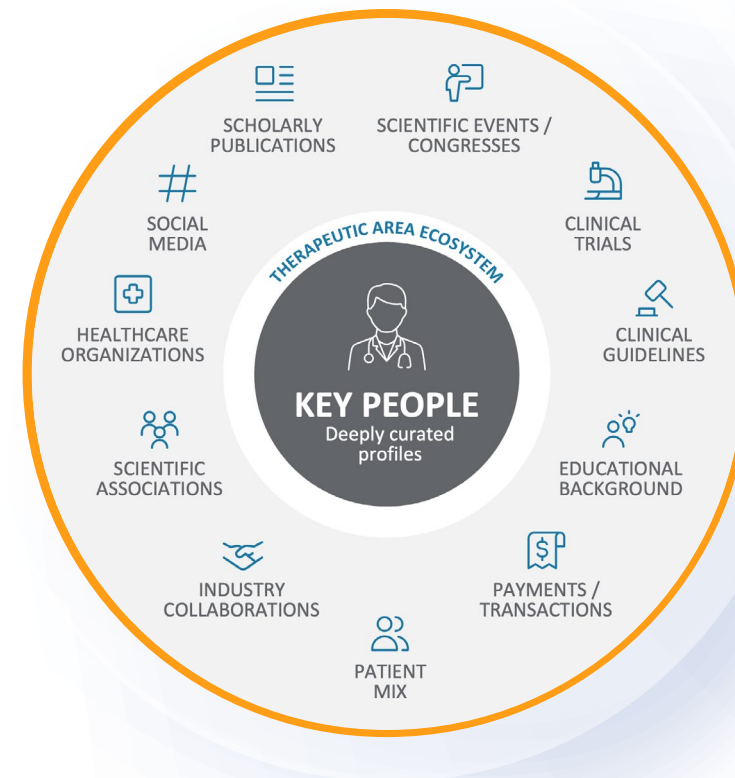 SCHOLARLY
PUBLICATIONS
SCIENTIFIC EVENTS /
CONGRESSES
SOCIAL
MEDIA
CLINICAL
TRIALS
THERAPEUTIC AREA ECOSYSTEM
HEALTHCARE
ORGANIZATIONS
CLINICAL
GUIDELINES
KEY PEOPLE
Deeply curated
profiles
SCIENTIFIC
ASSOCIATIONS
EDUCATIONAL
BACKGROUND
INDUSTRY
COLLABORATIONS
PAYMENTS /
TRANSACTIONS
PATIENT
MIX